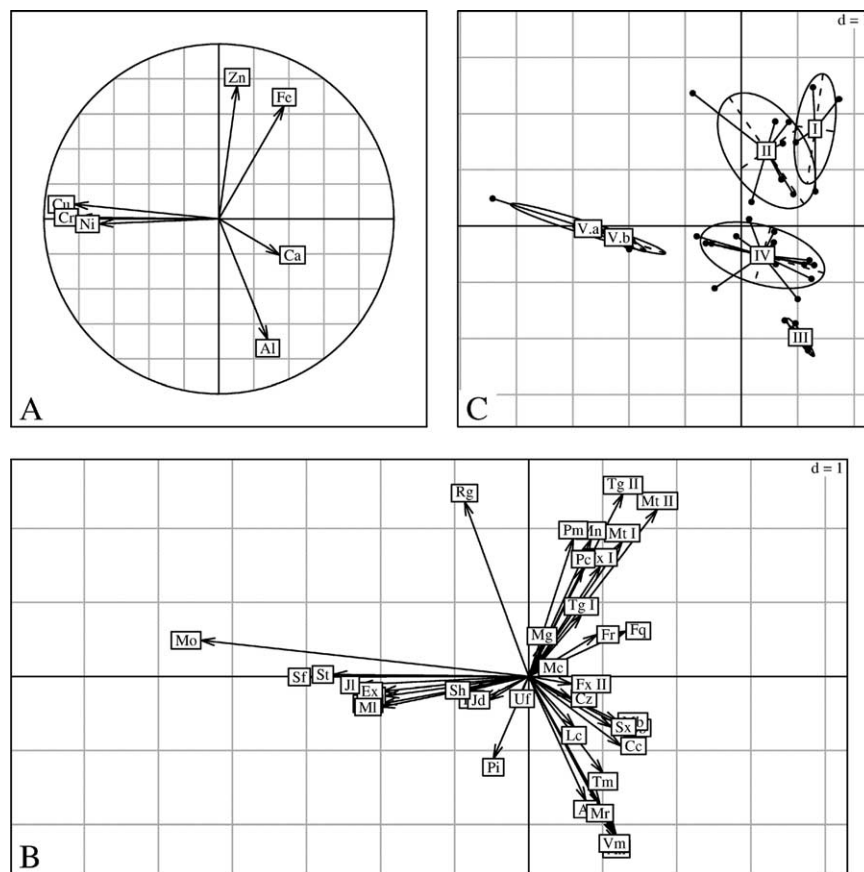 Zn
Fe
Cu
Cr
Ni
Ca
Al
A
d =
I
II
V.a
V.b
IV
III
C
d = 1
Rg
Tg II
Mt II
Pm
Mt I
Pc
Tg I
Mg
Fr
Fq
Mo
Mc
Sf
St
Jl
Ex
Ml
Sh
Jd
Uf
Fx II
Cz
Sx
Lc
Cc
Pi
Tm
Mr
Vm
B